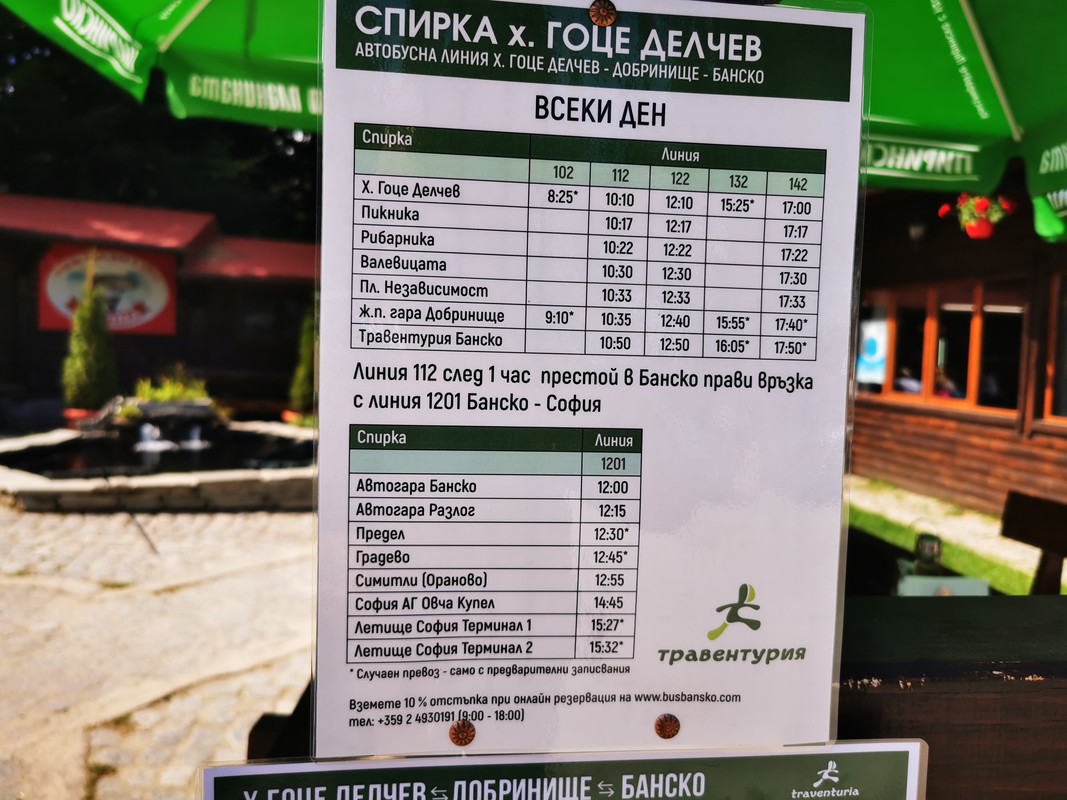 СПИРКА х. ГОЦЕ ДЕЛЧЕВ
АВТОБУСНА ЛИНИЯ Х. ГОЦЕ ДЕЛЧЕВ - ДОБРИНИЩЕ - БАНСКО
ВСЕКИ ДЕН
Спирка Линия
102 112 122 132 142
Х. Гоце Делчев 8:25* 10:10 12:10 15:25* 17:00
Пикника 10:17 12:17 17:17
Рибарника 10:22 12:22 17:22
Валевицата 10:30 12:30 17:30
Пл. Независимост 10:33 12:33 17:33
ж.п. гара Добринище 9:10* 10:35 12:40 15:55* 17:40*
Травентурия Банско 10:50 12:50 16:05* 17:50*
Линия 112 след 1 час престой в Банско прави връзка
с линия 1201 Банско - София
Спирка Линия
1201
Автогара Банско 12:00
Автогара Разлог 12:15
Предел 12:30*
Градево 12:45*
Симитли (Ораново) 12:55
София АГ Овча Купел 14:45
Летище София Терминал 1 15:27*
Летище София Терминал 2 15:32*
* Случаен превоз - само с предварителни записвания
травентурия
Вземете 10 % отстъпка при онлайн резервация на www.busbansko.com
тел: +359 2 4930191 (9:00 - 18:00)
Х.ГОЦЕ ДЕЛЧЕВ ⇆ ДОБРИНИЩЕ ⇆ БАНСКО
traventuria